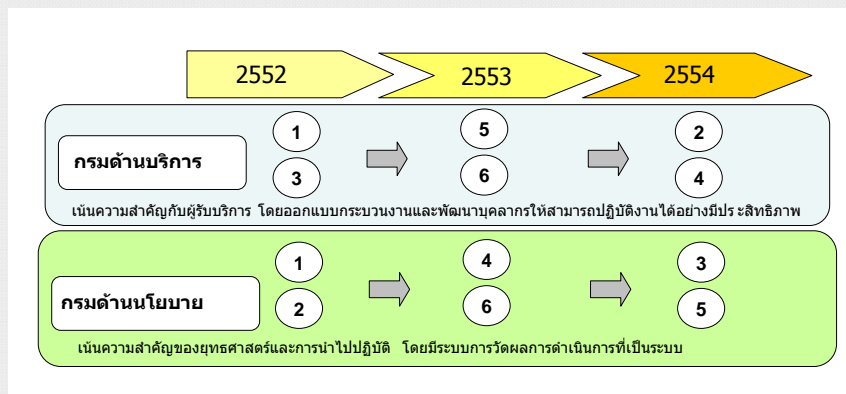 2552 2553 2554
1 5 2
กรมด้านบริการ
3 6 4
เน้นความสำคัญกับผู้รับบริการ โดยออกแบบกระบวนงานและพัฒนาบุคลากรให้สามารถปฏิบัติงานได้อย่างมีประสิทธิภาพ
1 4 3
กรมด้านนโยบาย
2 6 5
เน้นความสำคัญของยุทธศาสตร์และการนำไปปฏิบัติ โดยมีระบบการวัดผลการดำเนินการที่เป็นระบบ